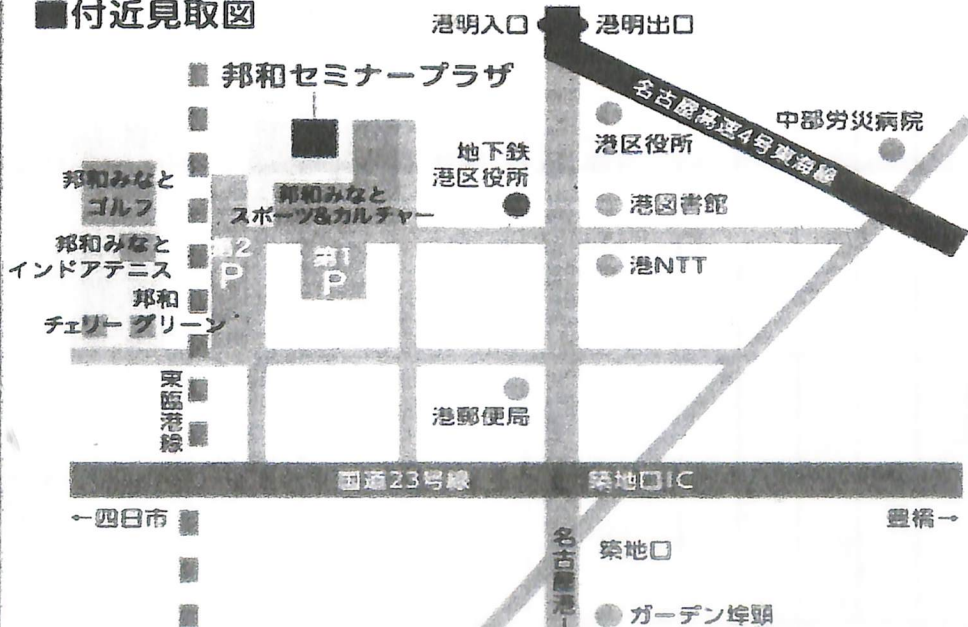 ■付近見取図
港明入口
港明出口
邦和セミナープラザ
名古屋高速4号東海線
中部労災病院
港区役所
地下鉄
港区役所
邦和みなと
ゴルフ
邦和みなと
スポーツ&カルチャー
港図書館
邦和みなと
インドアテニス
第2
P
第1
P
港NTT
邦和
チェリーグリーン
東臨港線
港郵便局
国道23号線
築地口IC
←四日市
豊橋→
築地口
名古屋港
ガーデン埠頭